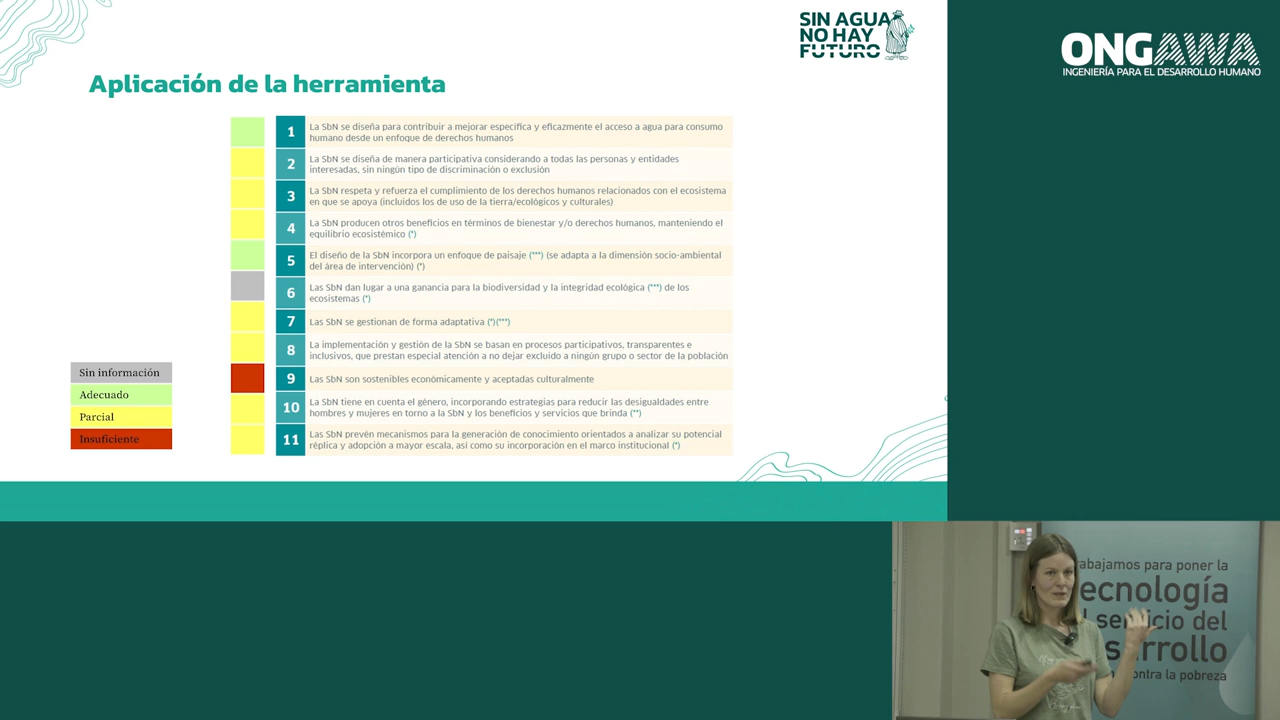 SIN AGUA
NO HAY
FUTURO
ONGAWA
INGENIERÍA PARA EL DESARROLLO HUMANO
Aplicación de la herramienta
1 La SbN se diseña para contribuir a mejorar específica y eficazmente el acceso a agua para consumo
humano desde un enfoque de derechos humanos
2 La SbN se diseña de manera participativa considerando a todas las personas y entidades
interesadas, sin ningún tipo de discriminación o exclusión
3 La SbN respeta y refuerza el cumplimiento de los derechos humanos relacionados con el ecosistema
en que se apoya (incluidos los de uso de la tierra/ecológicos y culturales)
4 La SbN producen otros beneficios en términos de bienestar y/o derechos humanos, manteniendo el
equilibrio ecosistémico (*)
5 El diseño de la SbN incorpora un enfoque de paisaje (***) (se adapta a la dimensión socio-ambiental
del área de intervención) (*)
6 Las SbN dan lugar a una ganancia para la biodiversidad y la integridad ecológica (***) de los
ecosistemas (*)
7 Las SbN se gestionan de forma adaptativa (*)(***)
8 La implementación y gestión de la SbN se basan en procesos participativos, transparentes e
inclusivos, que prestan especial atención a no dejar excluido a ningún grupo o sector de la población
9 Las SbN son sostenibles económicamente y aceptadas culturalmente
10 La SbN tiene en cuenta el género, incorporando estrategias para reducir las desigualdades entre
hombres y mujeres en torno a la SbN y los beneficios y servicios que brinda (**)
11 Las SbN prevén mecanismos para la generación de conocimiento orientados a analizar su potencial
réplica y adopción a mayor escala, así como su incorporación en el marco institucional (*)
Sin información
Adecuado
Parcial
Insuficiente
rabajamos para poner la
ecnología
servicio del
rrollo
ontra la pobreza